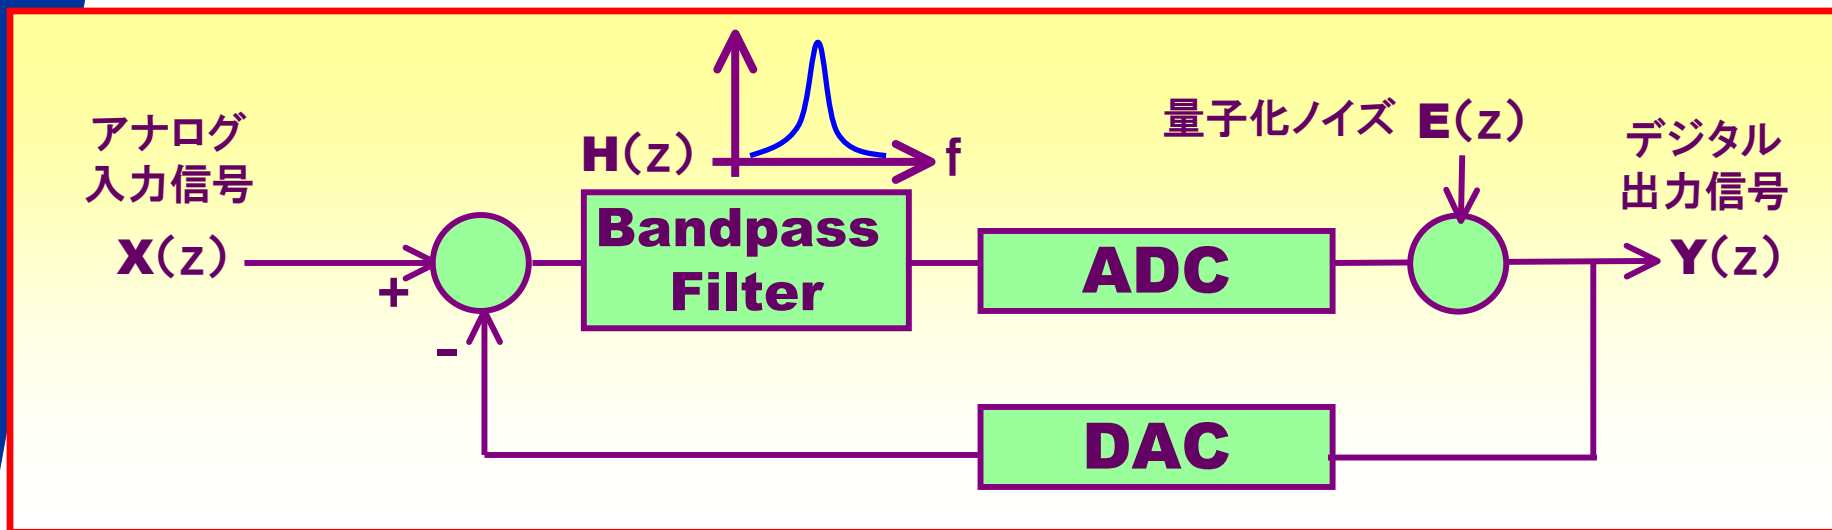 アナログ
入力信号
X(z)
+
-
H(z)
f
Bandpass
Filter
ADC
量子化ノイズ E(z)
デジタル
出力信号
Y(z)
DAC